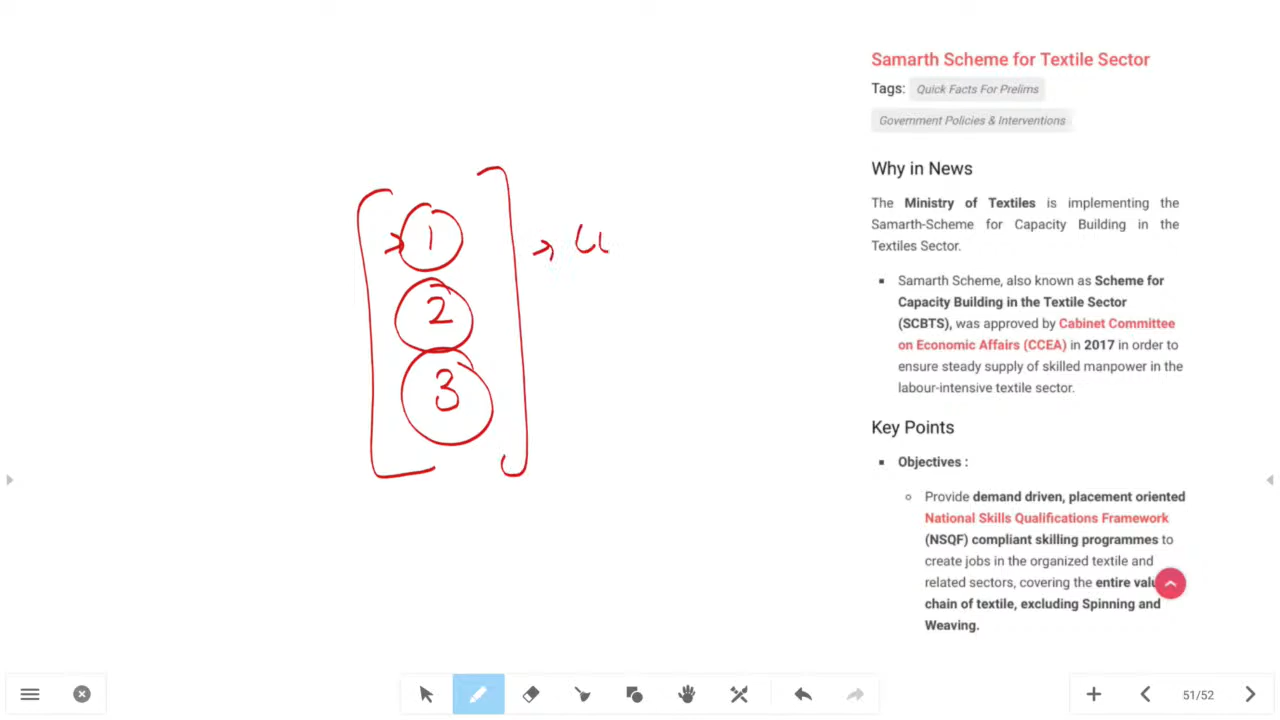 1
2
3
Samarth Scheme for Textile Sector
Tags: Quick Facts For Prelims
Government Policies & Interventions
Why in News
The Ministry of Textiles is implementing the
Samarth-Scheme for Capacity Building in the
Textiles Sector.
Samarth Scheme, also known as Scheme for
Capacity Building in the Textile Sector
(SCBTS), was approved by Cabinet Committee
on Economic Affairs (CCEA) in 2017 in order to
ensure steady supply of skilled manpower in the
labour-intensive textile sector.
Key Points
Objectives :
Provide demand driven, placement oriented
National Skills Qualifications Framework
(NSQF) compliant skilling programmes to
create jobs in the organized textile and
related sectors, covering the entire
chain of textile, excluding Spinning and
Weaving.
51/52